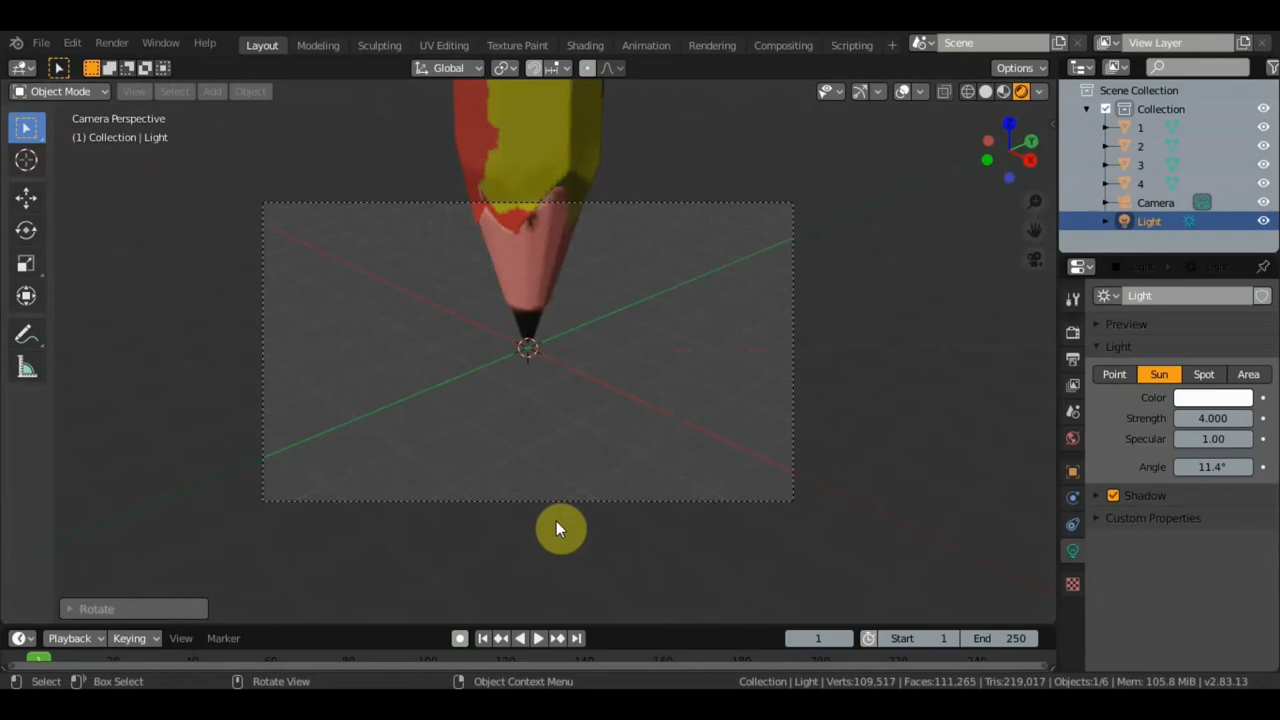 File Edit Render Window Help Layout Modeling Sculpting UV Editing Texture Paint Shading Animation Rendering Compositing Scripting + Scene View Layer
Global Options
Object Mode View Select Add Object Scene Collection
Camera Perspective
(1) Collection | Light
Collection
1
2
3
4
Camera
Light
Z
Y
X
Light
Preview
Light
Point Sun Spot Area
Color
Strength 4.000
Specular 1.00
Angle 11.4°
Shadow
Custom Properties
Rotate
Playback Keying View Marker 1 Start 1 End 250
1
Select Box Select Rotate View Object Context Menu Collection | Light | Verts:109,517 | Faces:111,265 | Tris:219,017 | Objects:1/6 | Mem: 105.8 MiB | v2.83.13